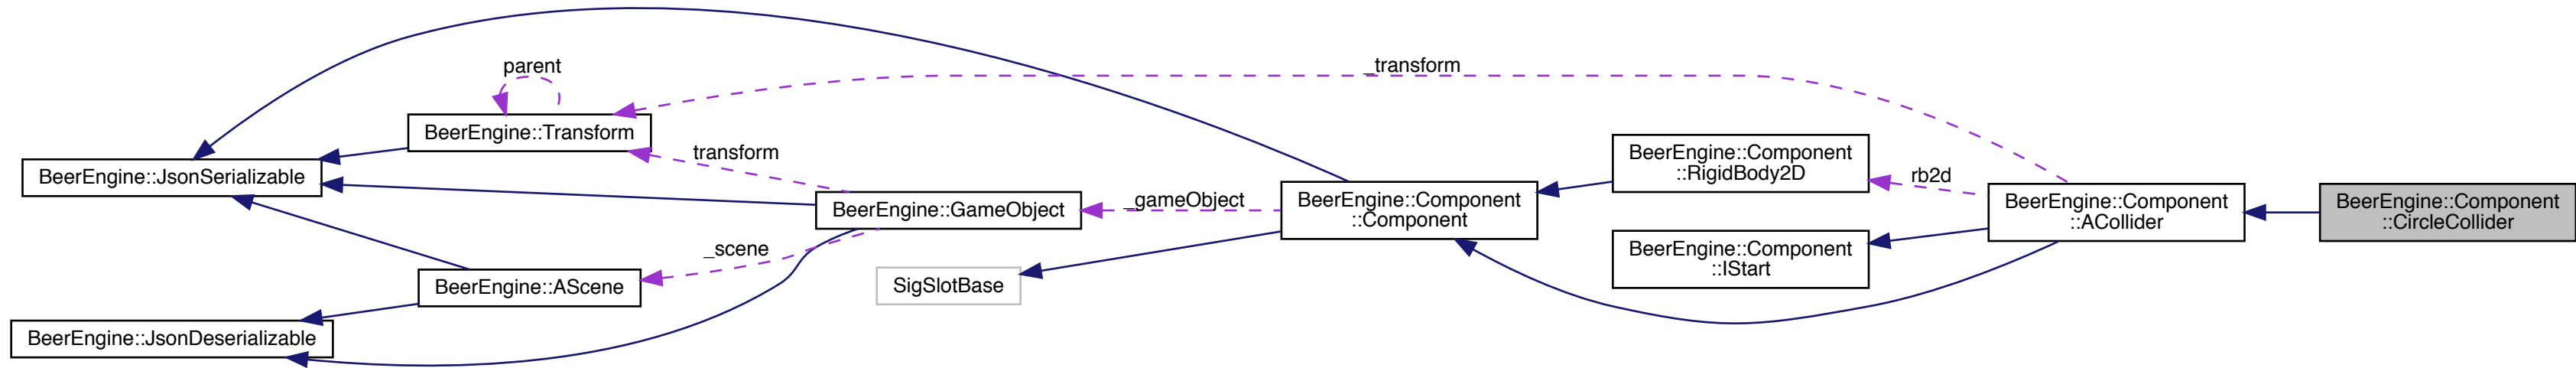 parent
_transform
BeerEngine::Transform
transform
BeerEngine::JsonSerializable
BeerEngine::Component
::RigidBody2D
rb2d
BeerEngine::GameObject
_gameObject
BeerEngine::Component
::Component
BeerEngine::Component
::ACollider
BeerEngine::Component
::CircleCollider
_scene
BeerEngine::Component
::IStart
BeerEngine::AScene
SigSlotBase
BeerEngine::JsonDeserializable